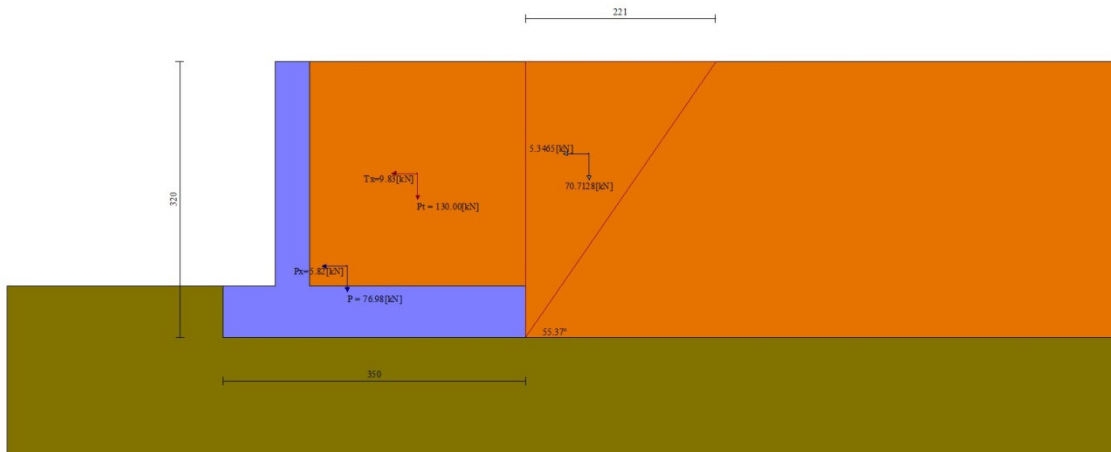 221
5.3465[kN]
70.7128[kN]
Tx=9.83[kN]
Pt = 130.00[kN]
320
Px=5.82[kN]
P = 76.98[kN]
55.37°
350